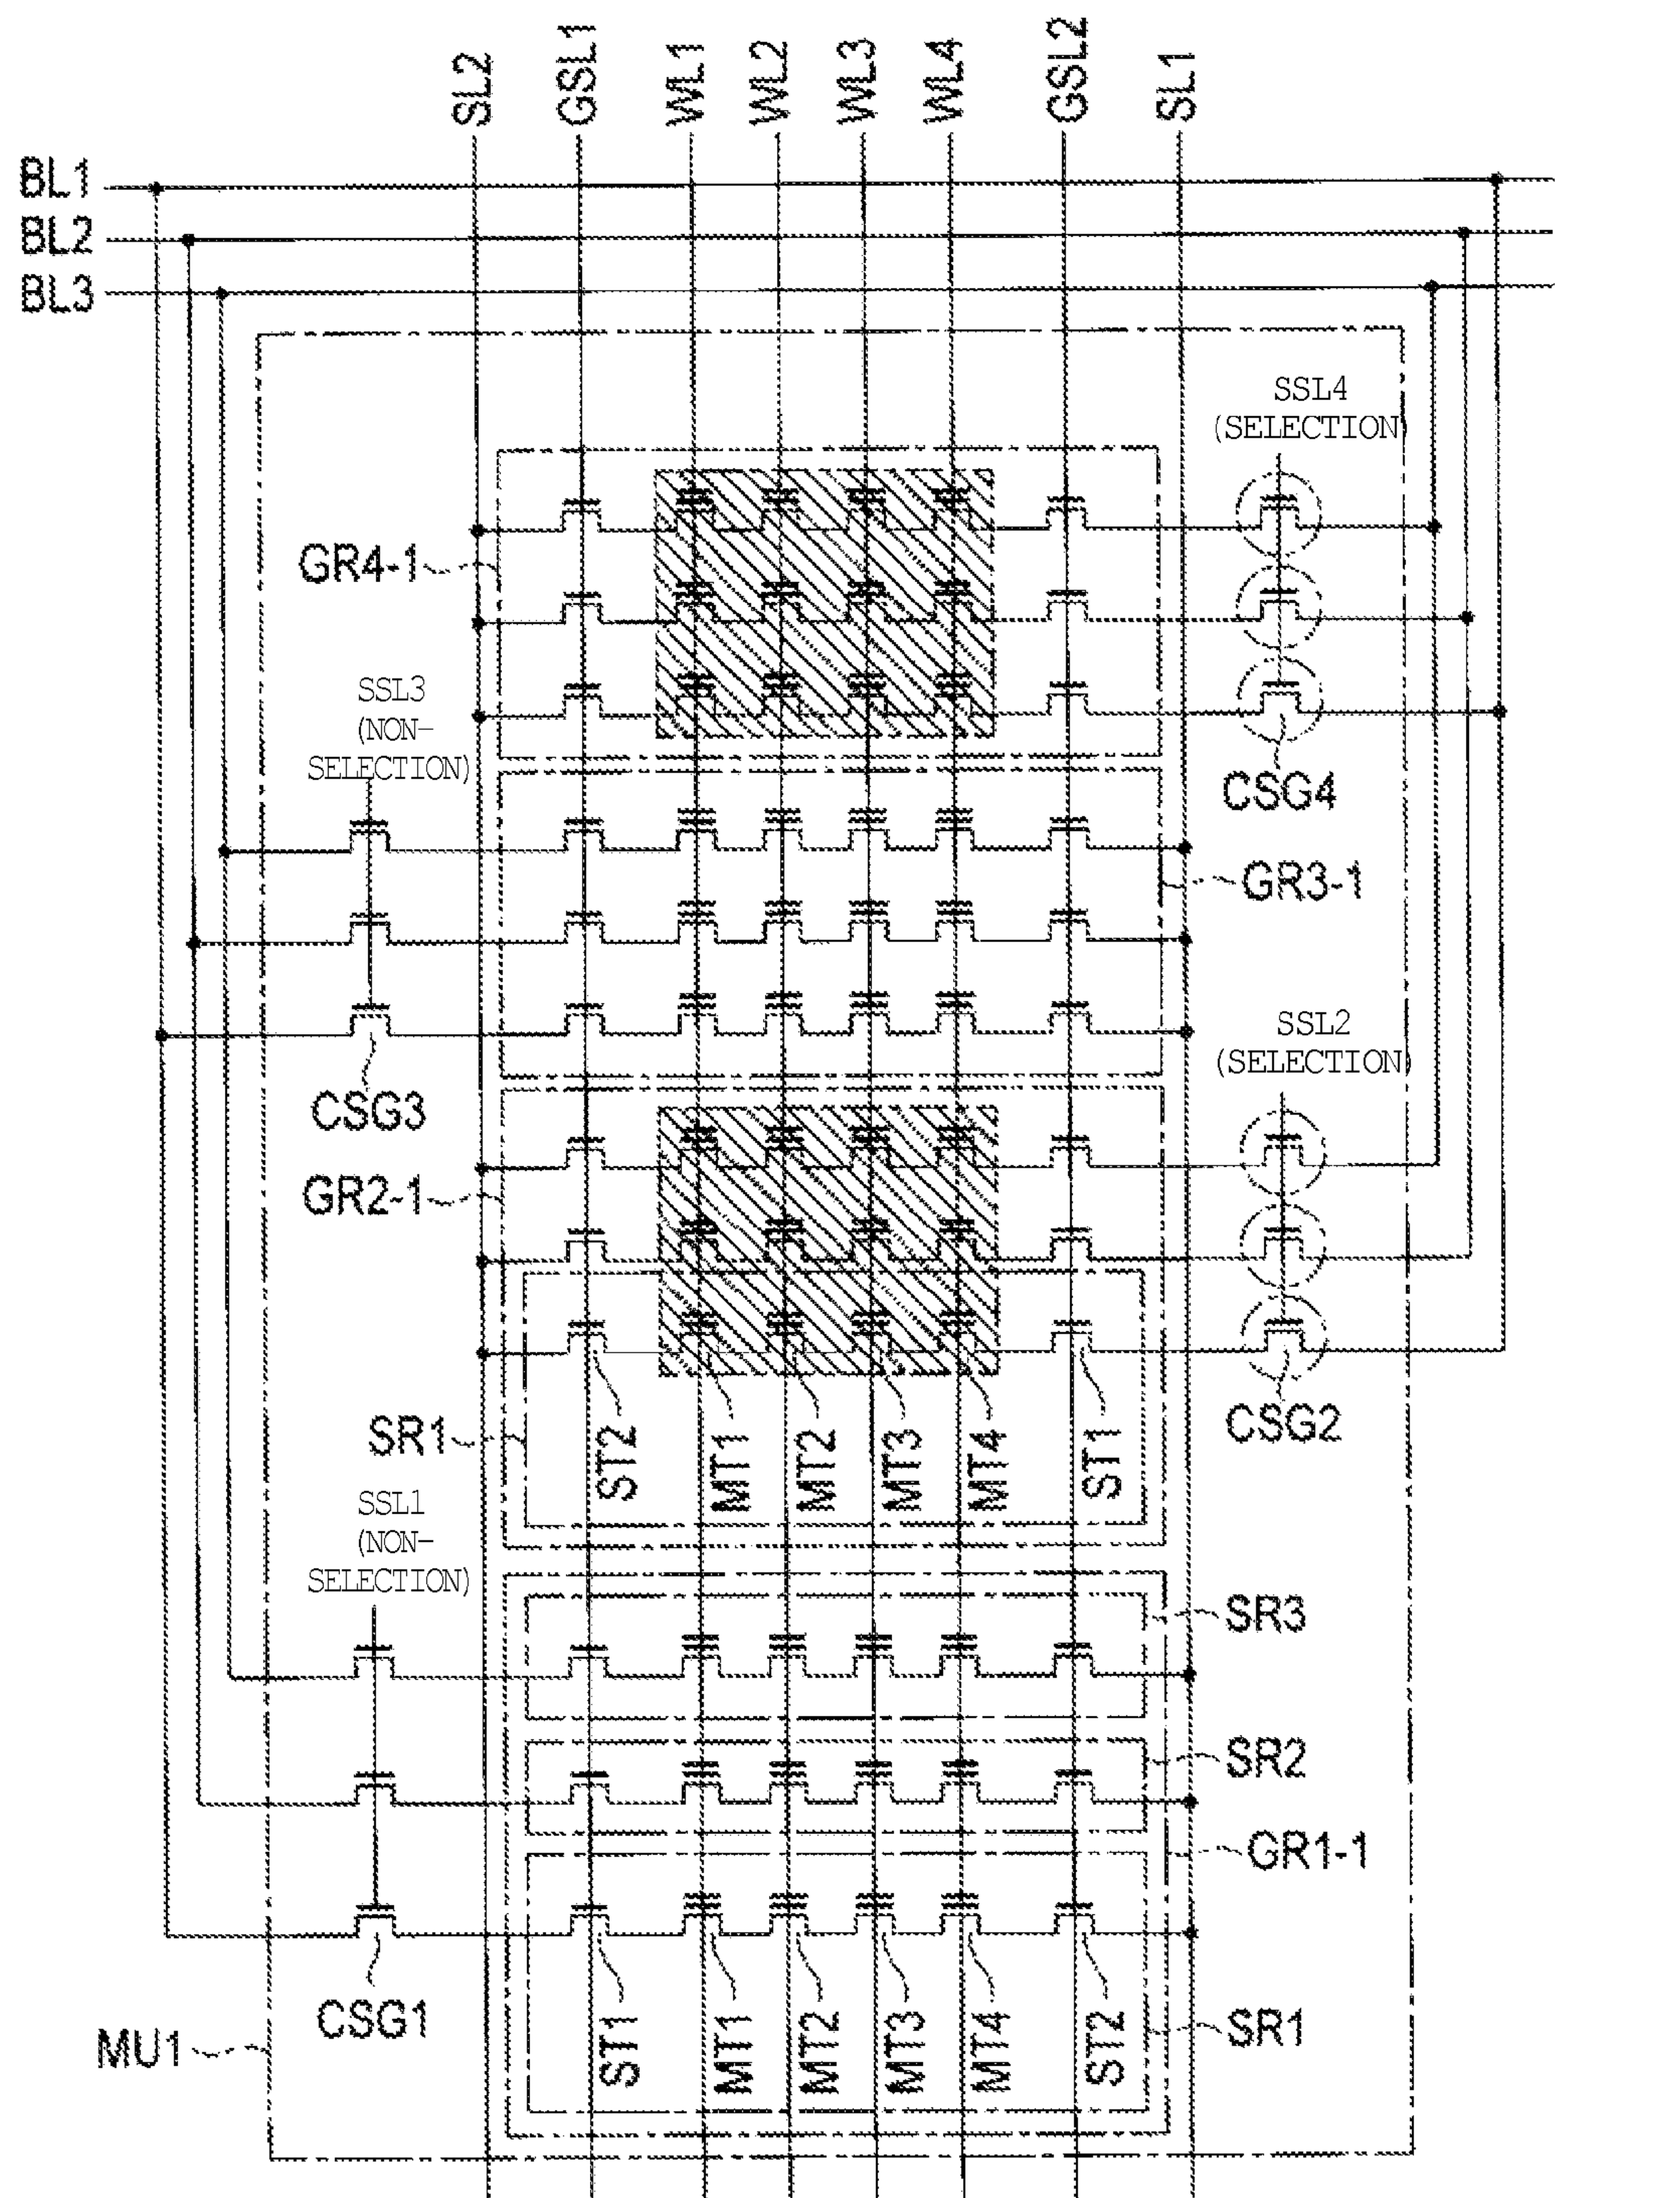 SL2
GSL1
WL1
WL2
WL3
WL4
GSL2
SL1
BL1
BL2
BL3
SSL4
(SELECTION)
GR4-1
SSL3
(NON-
SELECTION)
CSG4
GR3-1
SSL2
(SELECTION)
CSG3
GR2-1
CSG2
SR1
ST2
MT1
MT2
MT3
MT4
ST1
SSL1
(NON-
SELECTION)
SR3
SR2
GR1-1
CSG1
MU1
ST1
MT1
MT2
MT3
MT4
ST2
SR1